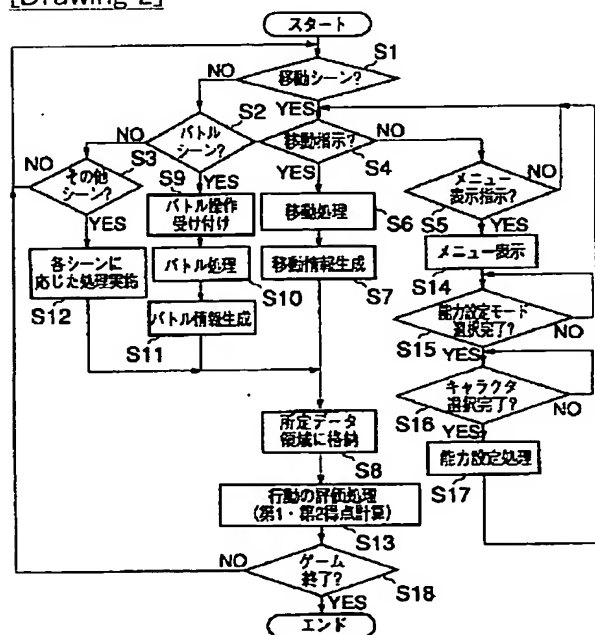 [Drawing 2]
スタート
S1
移動シーン?
NO
YES
S2
バトル
シーン?
NO
YES
移動指示?
NO
S4
YES
S3
その他
シーン?
NO
YES
S9
バトル操作
受け付け
移動処理
S6
メニュー
表示指示?
NO
S5
YES
各シーンに
応じた処理実施
S12
バトル処理
S10
移動情報生成
S7
メニュー表示
S14
バトル情報生成
S11
能力設定モード
選択完了?
NO
S15
YES
キャラクタ
選択完了?
NO
S16
YES
所定データ
領域に格納
S8
能力設定処理
S17
行動の評価処理
(第1・第2得点計算)
S13
NO
ゲーム
終了?
S18
YES
エンド